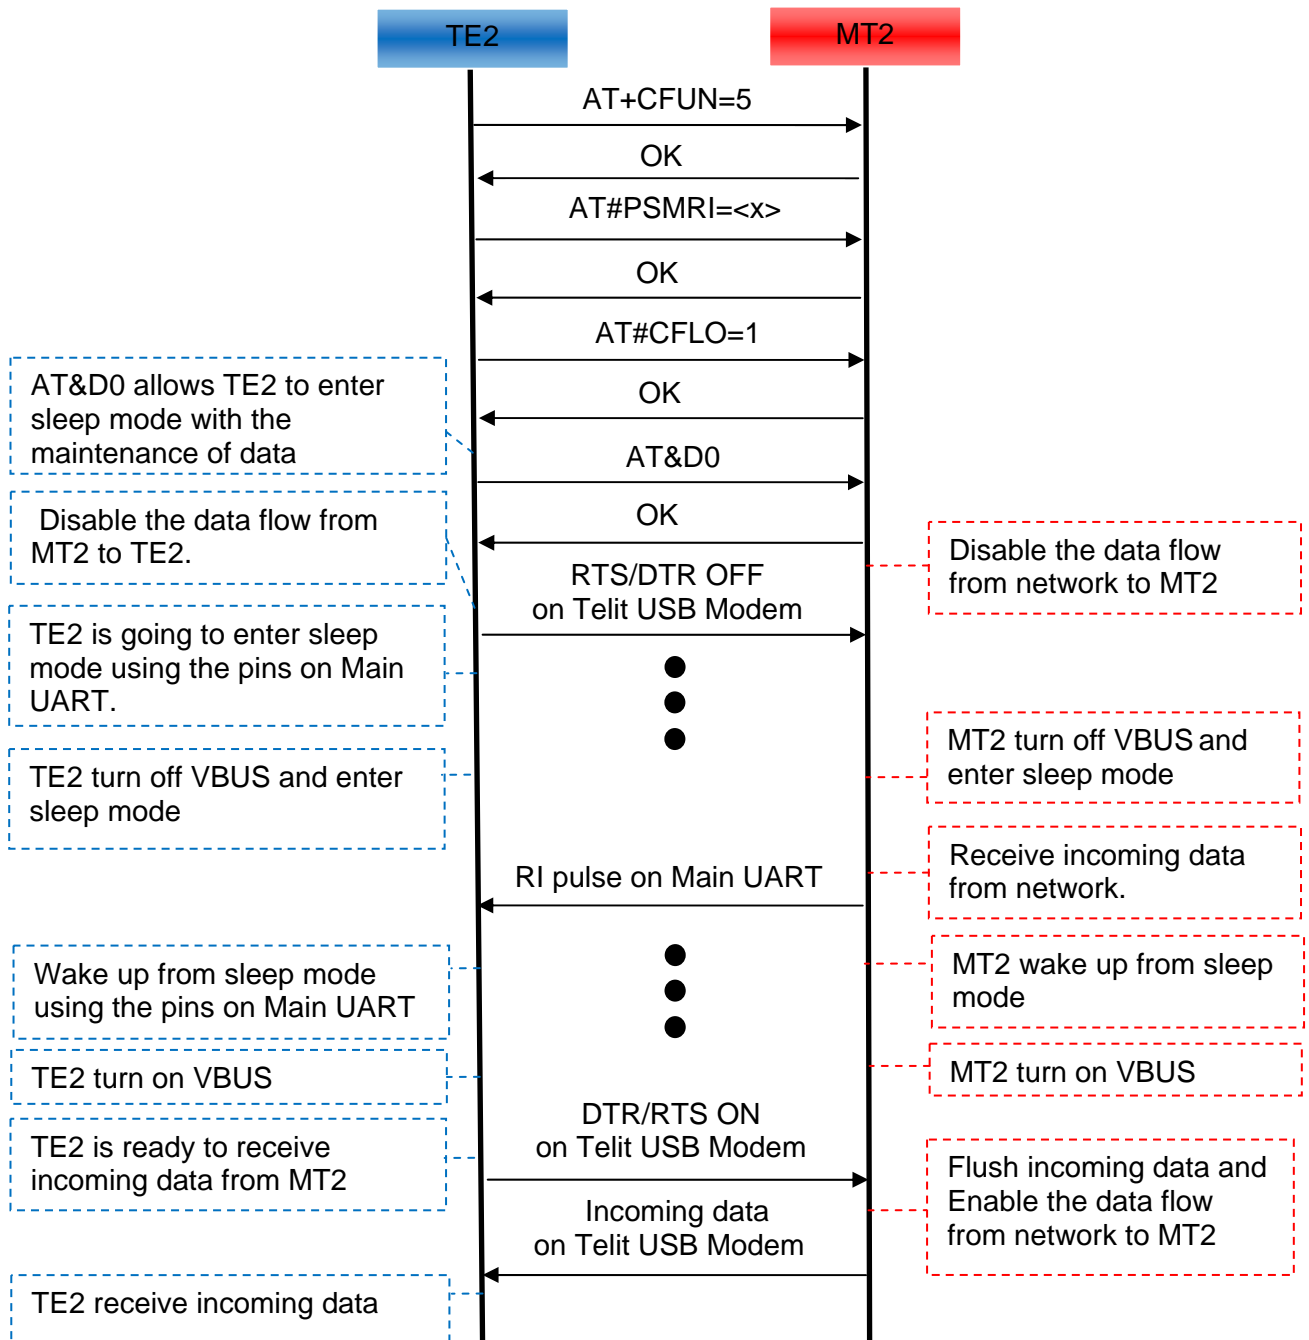 TE2
MT2
AT+CFUN=5
OK
AT#PSMRI=<x>
OK
AT#CFLO=1
AT&D0 allows TE2 to enter
sleep mode with the
maintenance of data
OK
AT&D0
Disable the data flow from
MT2 to TE2.
OK
Disable the data flow
from network to MT2
RTS/DTR OFF
on Telit USB Modem
TE2 is going to enter sleep
mode using the pins on Main
UART.
MT2 turn off VBUS and
enter sleep mode
TE2 turn off VBUS and enter
sleep mode
Receive incoming data
from network.
RI pulse on Main UART
Wake up from sleep mode
using the pins on Main UART
MT2 wake up from sleep
mode
TE2 turn on VBUS
MT2 turn on VBUS
DTR/RTS ON
on Telit USB Modem
TE2 is ready to receive
incoming data from MT2
Flush incoming data and
Enable the data flow
from network to MT2
Incoming data
on Telit USB Modem
TE2 receive incoming data